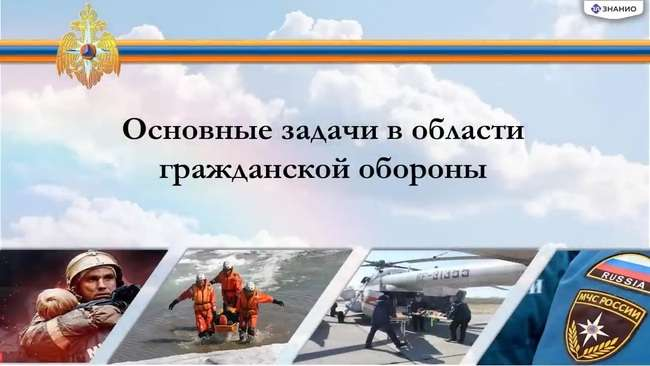 ЗНАНИО
Основные задачи в области
гражданской обороны
RUSSIA
МЧС РОССИИ